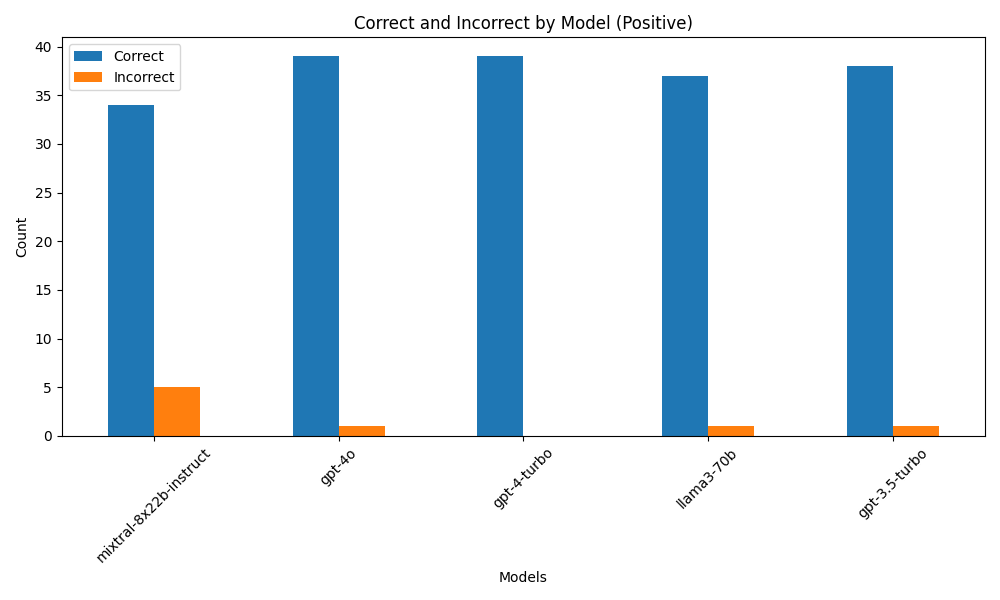 Correct and Incorrect by Model (Positive)
Correct
Incorrect
40
35
30
25
20
15
10
5
0
Count
mixtral-8x22b-instruct
gpt-4o
gpt-4-turbo
llama3-70b
gpt-3.5-turbo
Models